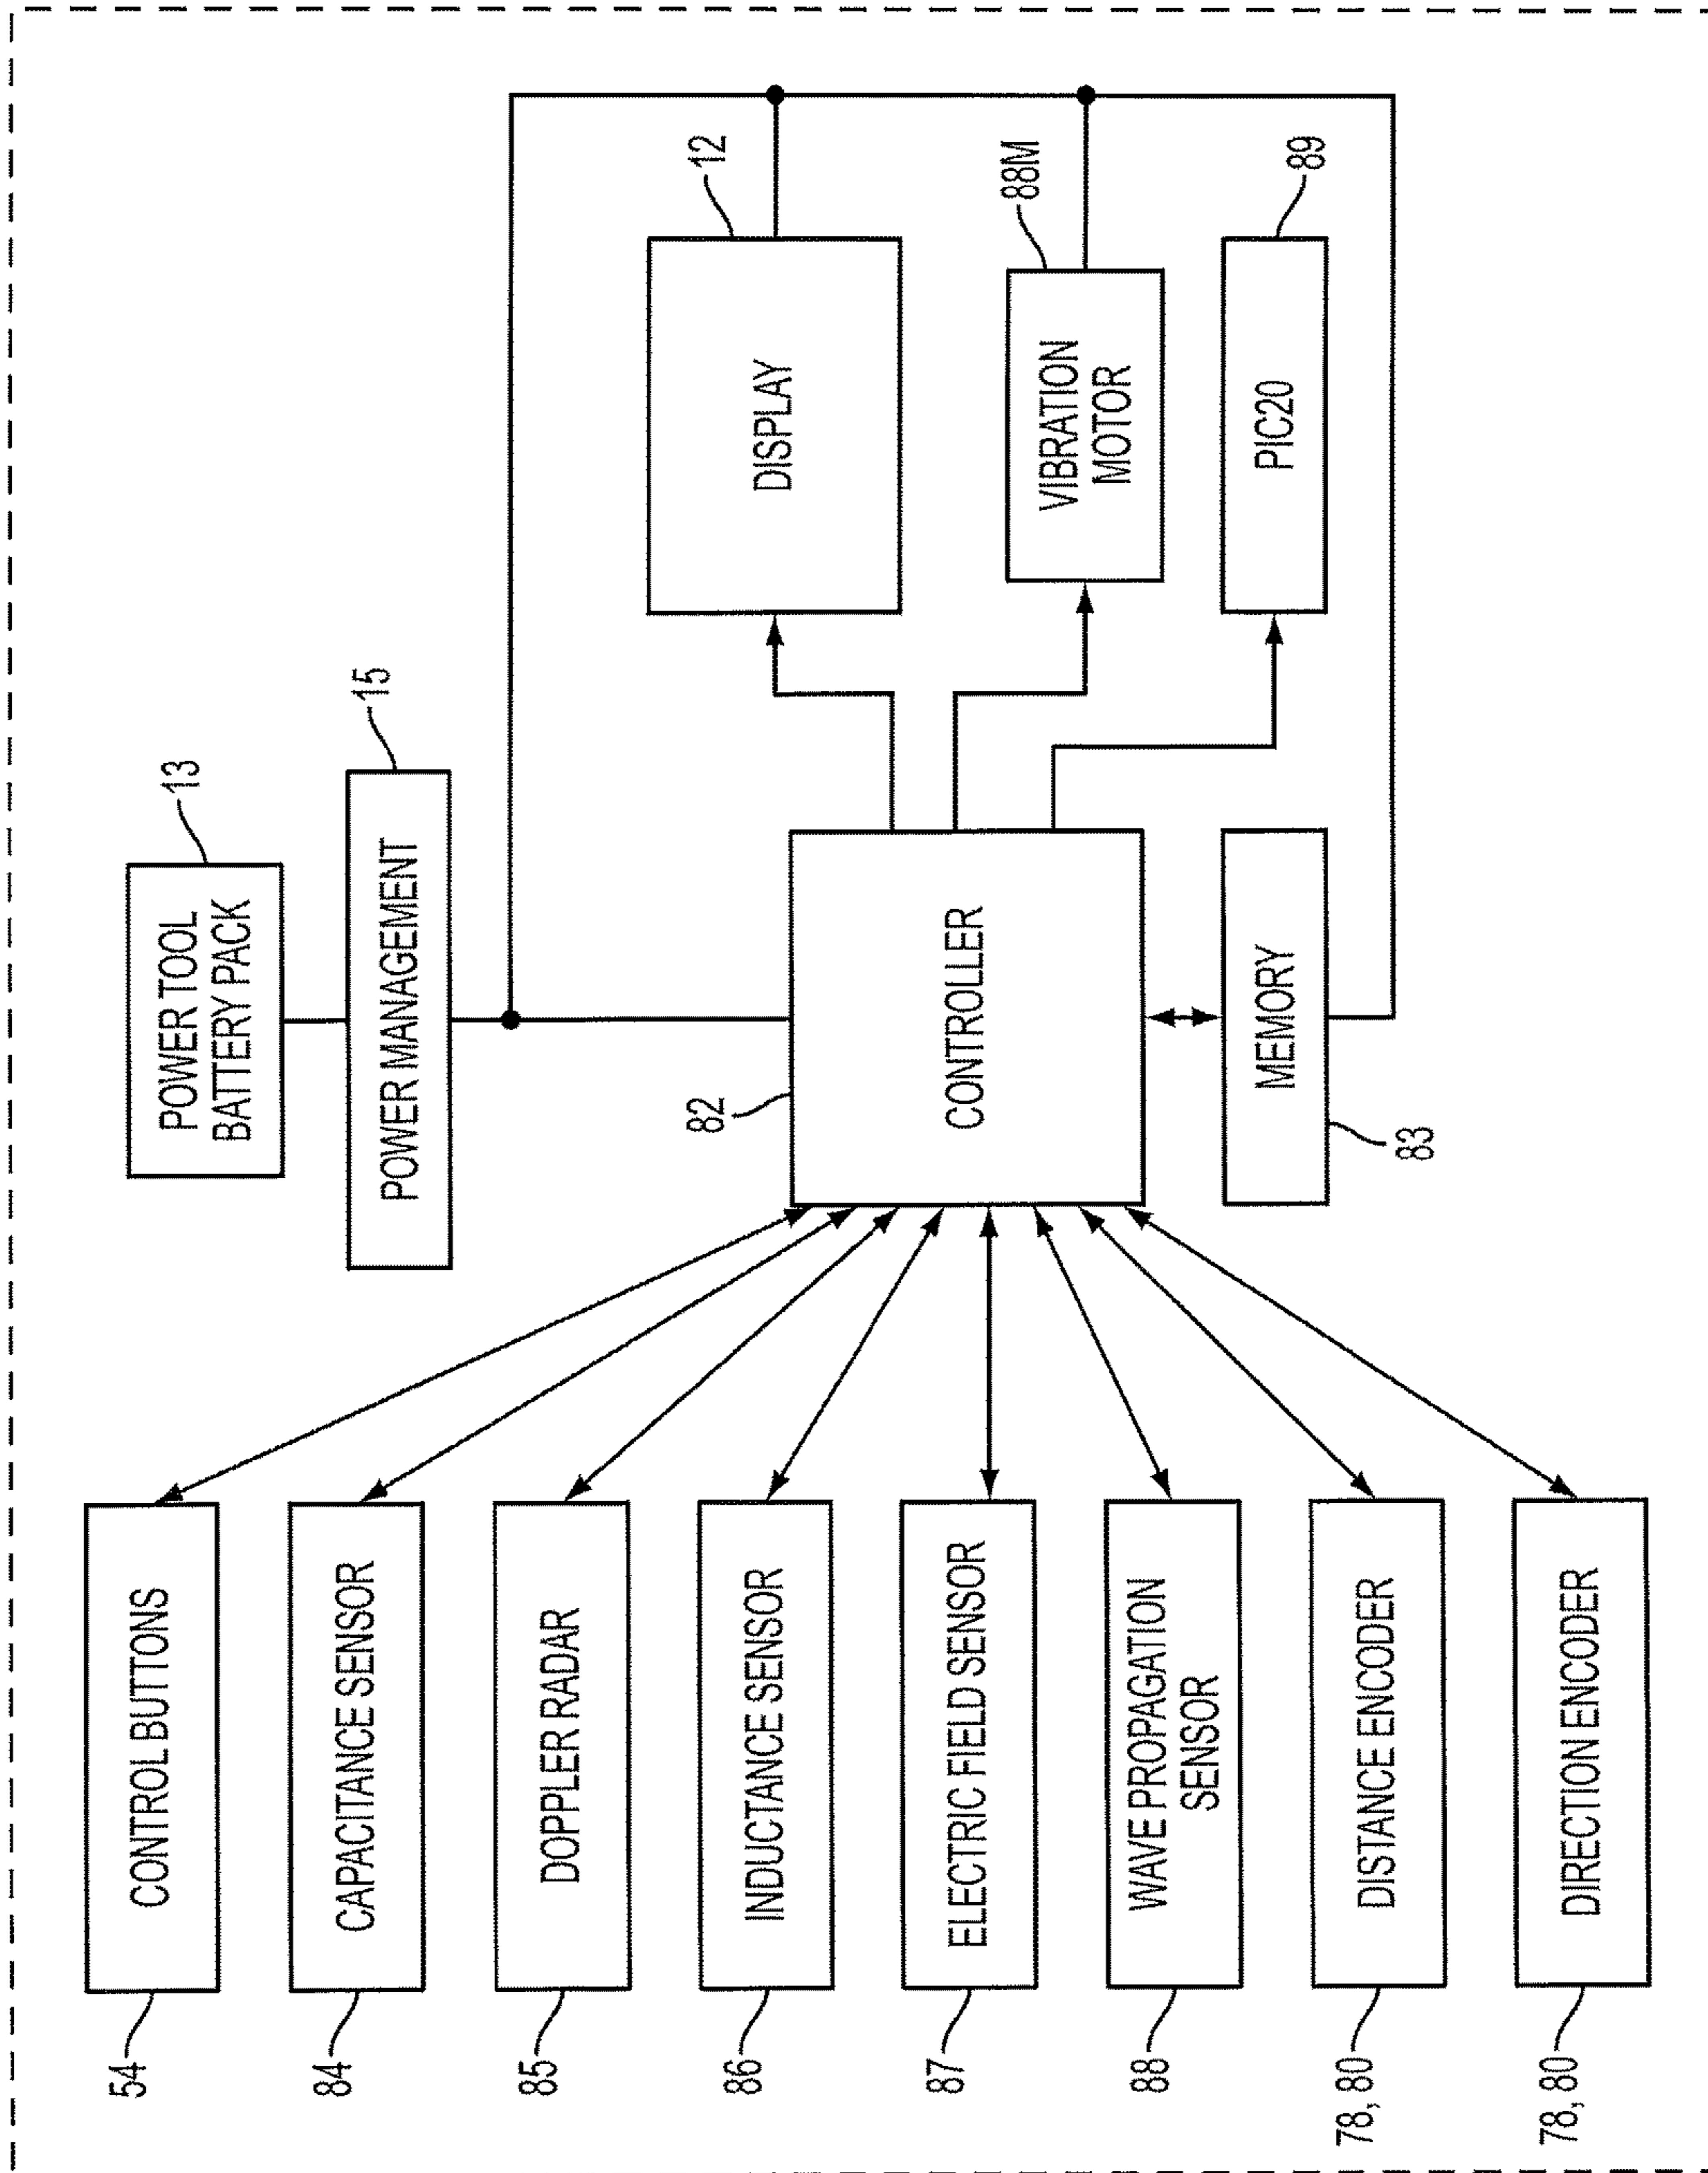 POWER TOOL
BATTERY PACK
13
POWER MANAGEMENT
15
CONTROL BUTTONS
54
CAPACITANCE SENSOR
84
DOPPLER RADAR
85
INDUCTANCE SENSOR
86
ELECTRIC FIELD SENSOR
87
WAVE PROPAGATION
SENSOR
88
DISTANCE ENCODER
78, 80
DIRECTION ENCODER
78, 80
82
CONTROLLER
MEMORY
83
DISPLAY
12
VIBRATION
MOTOR
88M
PIC20
89